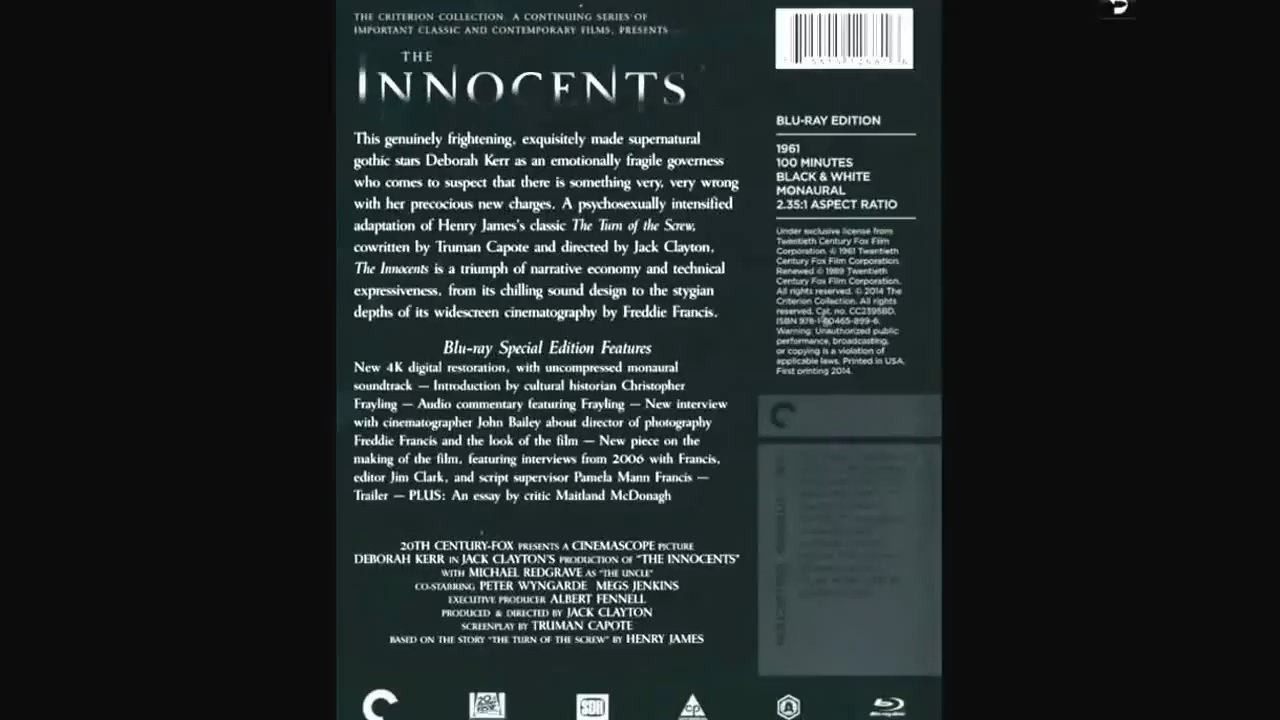 THE CRITERION COLLECTION, A CONTINUING SERIES OF
IMPORTANT CLASSIC AND CONTEMPORARY FILMS, PRESENTS
THE
INNOCENTS
This genuinely frightening, exquisitely made supernatural
gothic stars Deborah Kerr as an emotionally fragile governess
who comes to suspect that there is something very, very wrong
with her precocious new charges. A psychosexually intensified
adaptation of Henry James's classic The Turn of the Screw,
cowritten by Truman Capote and directed by Jack Clayton,
The Innocents is a triumph of narrative economy and technical
expressiveness, from its chilling sound design to the stygian
depths of its widescreen cinematography by Freddie Francis.
Blu-ray Special Edition Features
New 4K digital restoration, with uncompressed monaural
soundtrack — Introduction by cultural historian Christopher
Frayling — Audio commentary featuring Frayling — New interview
with cinematographer John Bailey about director of photography
Freddie Francis and the look of the film — New piece on the
making of the film, featuring interviews from 2006 with Francis,
editor Jim Clark, and script supervisor Pamela Mann Francis —
Trailer — PLUS: An essay by critic Maitland McDonagh
20TH CENTURY-FOX PRESENTS A CINEMASCOPE PICTURE
DEBORAH KERR IN JACK CLAYTON'S PRODUCTION OF "THE INNOCENTS"
WITH MICHAEL REDGRAVE AS "THE UNCLE"
CO-STARRING PETER WYNGARDE MEGS JENKINS
EXECUTIVE PRODUCER ALBERT FENNELL
PRODUCED & DIRECTED BY JACK CLAYTON
SCREENPLAY BY TRUMAN CAPOTE
BASED ON THE STORY "THE TURN OF THE SCREW" BY HENRY JAMES
BLU-RAY EDITION
1961
100 MINUTES
BLACK & WHITE
MONAURAL
2.35:1 ASPECT RATIO
Under exclusive license from
Twentieth Century Fox Film
Corporation. © 1961 Twentieth
Century Fox Film Corporation.
Renewed © 1989 Twentieth
Century Fox Film Corporation.
All rights reserved. © 2014 The
Criterion Collection. All rights
reserved. Cat. no. CC2395BD.
ISBN 978-1-60465-899-6.
Warning: Unauthorized public
performance, broadcasting,
or copying is a violation of
applicable laws. Printed in USA.
First printing 2014.
SDH
cp
A
Blu-ray Disc